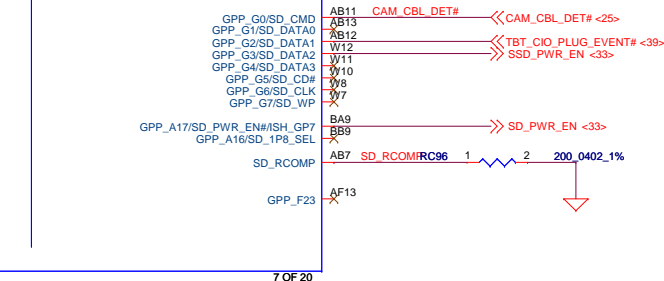 GPP_G0/SD_CMD AB11 CAM_CBL_DET# CAM_CBL_DET# <25>
GPP_G1/SD_DATA0 AB13
GPP_G2/SD_DATA1 AB12 TBT_CIO_PLUG_EVENT# <39>
GPP_G3/SD_DATA2 W12 SSD_PWR_EN <33>
GPP_G4/SD_DATA3 W11
GPP_G5/SD_CD# W10
GPP_G6/SD_CLK W8
GPP_G7/SD_WP W7
GPP_A17/SD_PWR_EN#/ISH_GP7 BA9 SD_PWR_EN <33>
GPP_A16/SD_1P8_SEL BB9
SD_RCOMP AB7 SD_RCOMP RC96 1 2 200_0402_1%
GPP_F23 AF13
7 OF 20